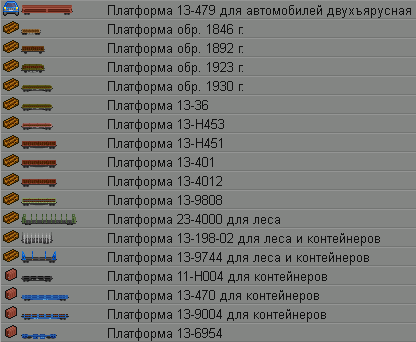 Платформа 13-479 для автомобилей двухъярусная
Платформа обр. 1846 г.
Платформа обр. 1892 г.
Платформа обр. 1923 г.
Платформа обр. 1930 г.
Платформа 13-36
Платформа 13-Н453
Платформа 13-Н451
Платформа 13-401
Платформа 13-4012
Платформа 13-9808
Платформа 23-4000 для леса
Платформа 13-198-02 для леса и контейнеров
Платформа 13-9744 для леса и контейнеров
Платформа 11-Н004 для контейнеров
Платформа 13-470 для контейнеров
Платформа 13-9004 для контейнеров
Платформа 13-6954